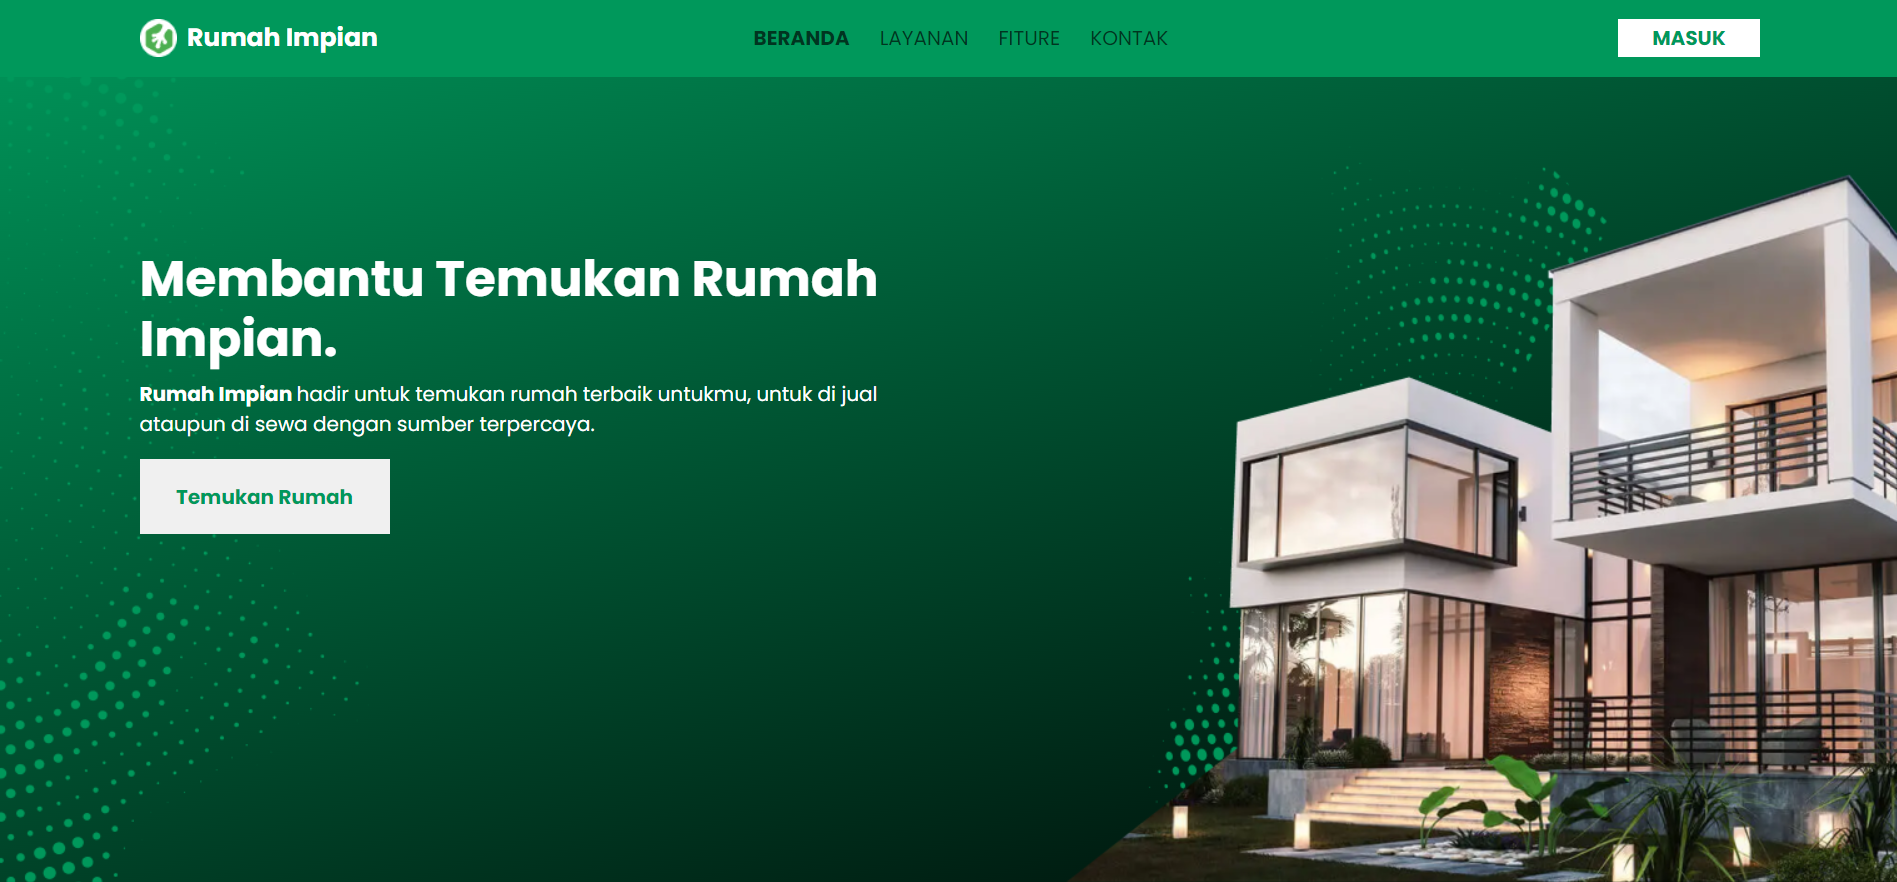 Rumah Impian
BERANDA LAYANAN FITURE KONTAK
MASUK
Membantu Temukan Rumah
Impian.
Rumah Impian hadir untuk temukan rumah terbaik untukmu, untuk di jual
ataupun di sewa dengan sumber terpercaya.
Temukan Rumah